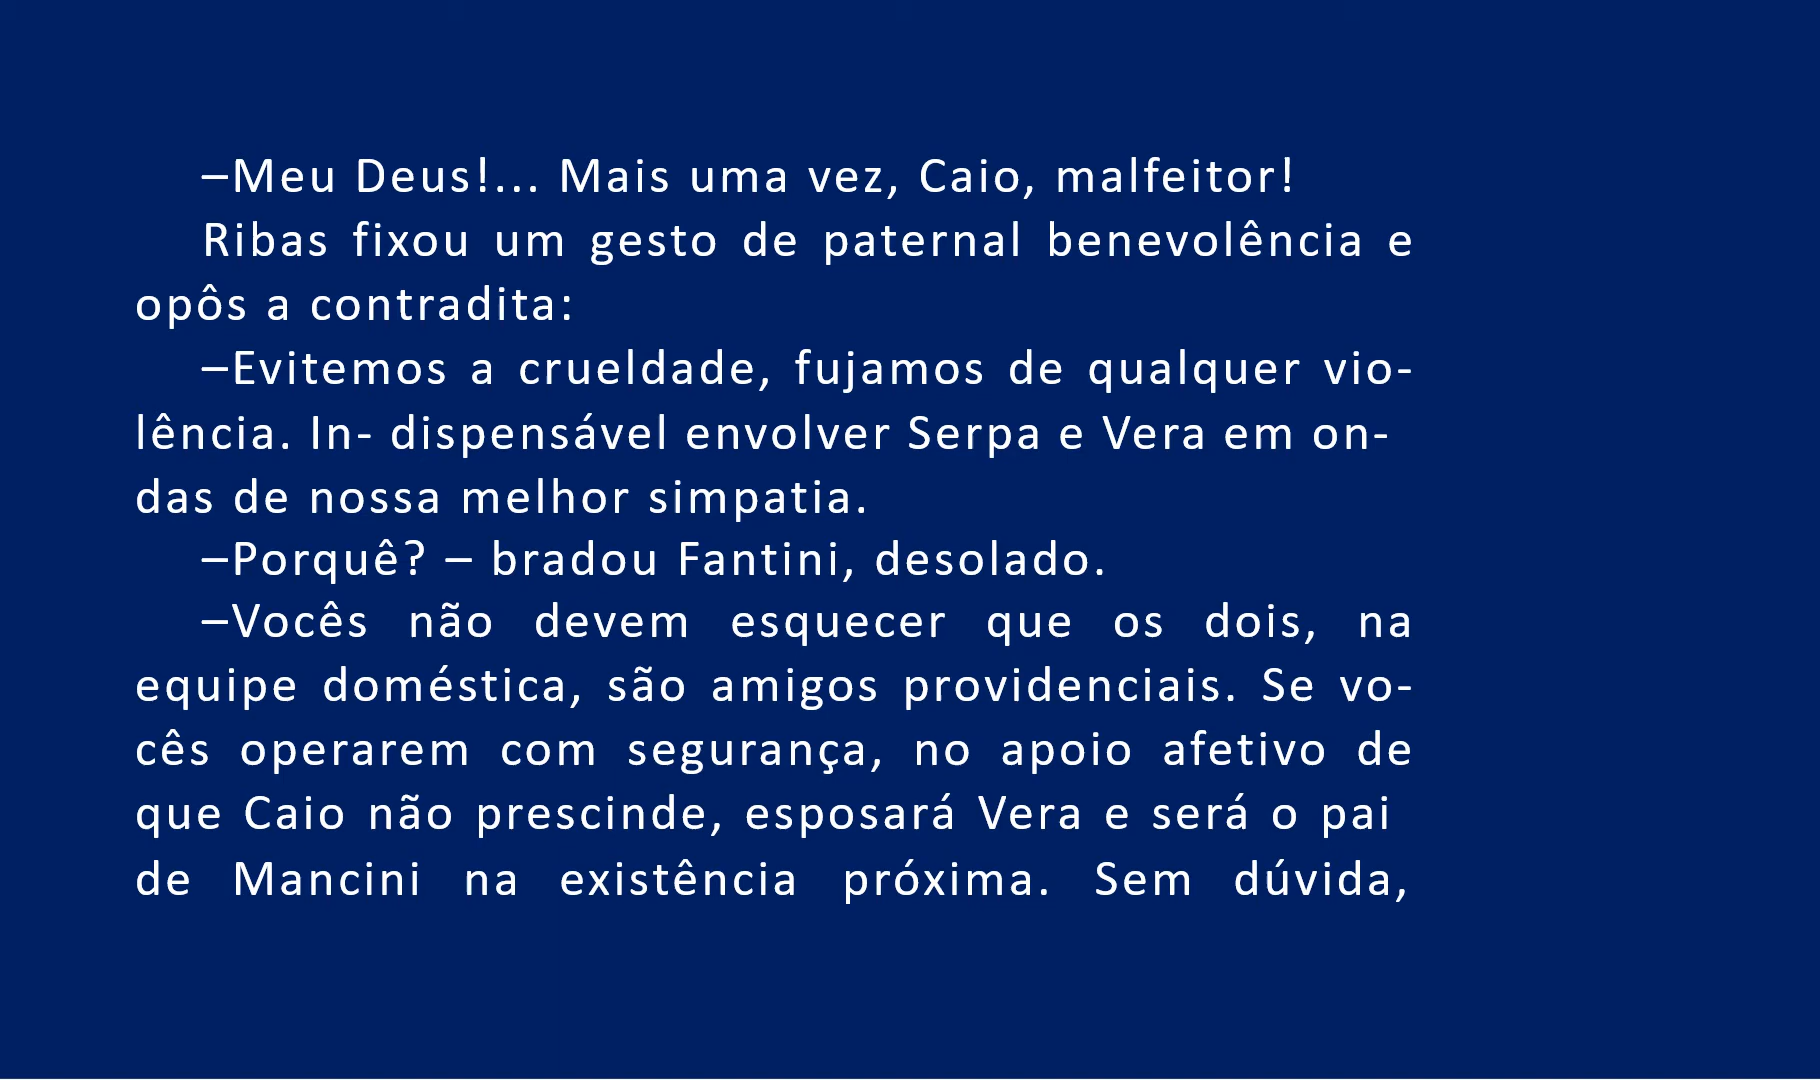 –Meu Deus!... Mais uma vez, Caio, malfeitor!
Ribas fixou um gesto de paternal benevolência e
opôs a contradita:
–Evitemos a crueldade, fujamos de qualquer vio-
lência. In- dispensável envolver Serpa e Vera em on-
das de nossa melhor simpatia.
–Porquê? – bradou Fantini, desolado.
–Vocês não devem esquecer que os dois, na
equipe doméstica, são amigos providenciais. Se vo-
cês operarem com segurança, no apoio afetivo de
que Caio não prescinde, esposará Vera e será o pai
de Mancini na existência próxima. Sem dúvida,